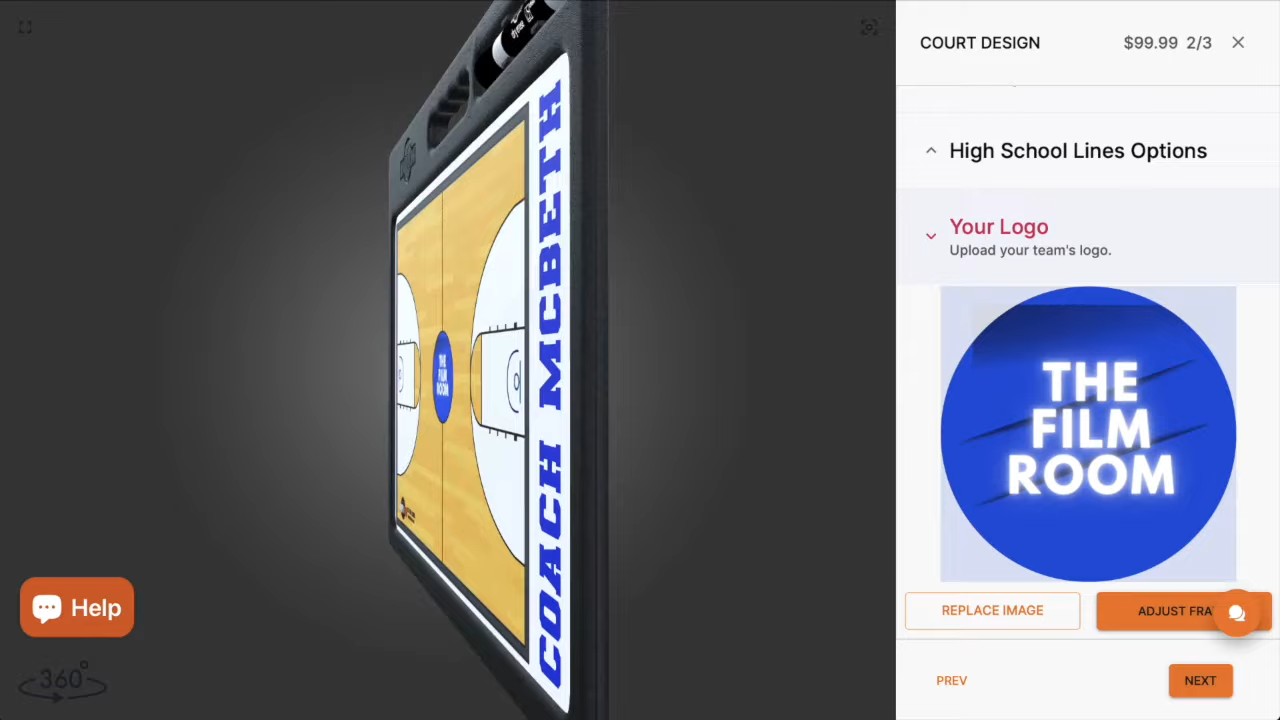 COURT DESIGN
$99.99 2/3
High School Lines Options
Your Logo
Upload your team's logo.
THE
FILM
ROOM
REPLACE IMAGE
ADJUST FRA
PREV
NEXT
COACH MCBETH
THE
FILM
ROOM
Help
360°